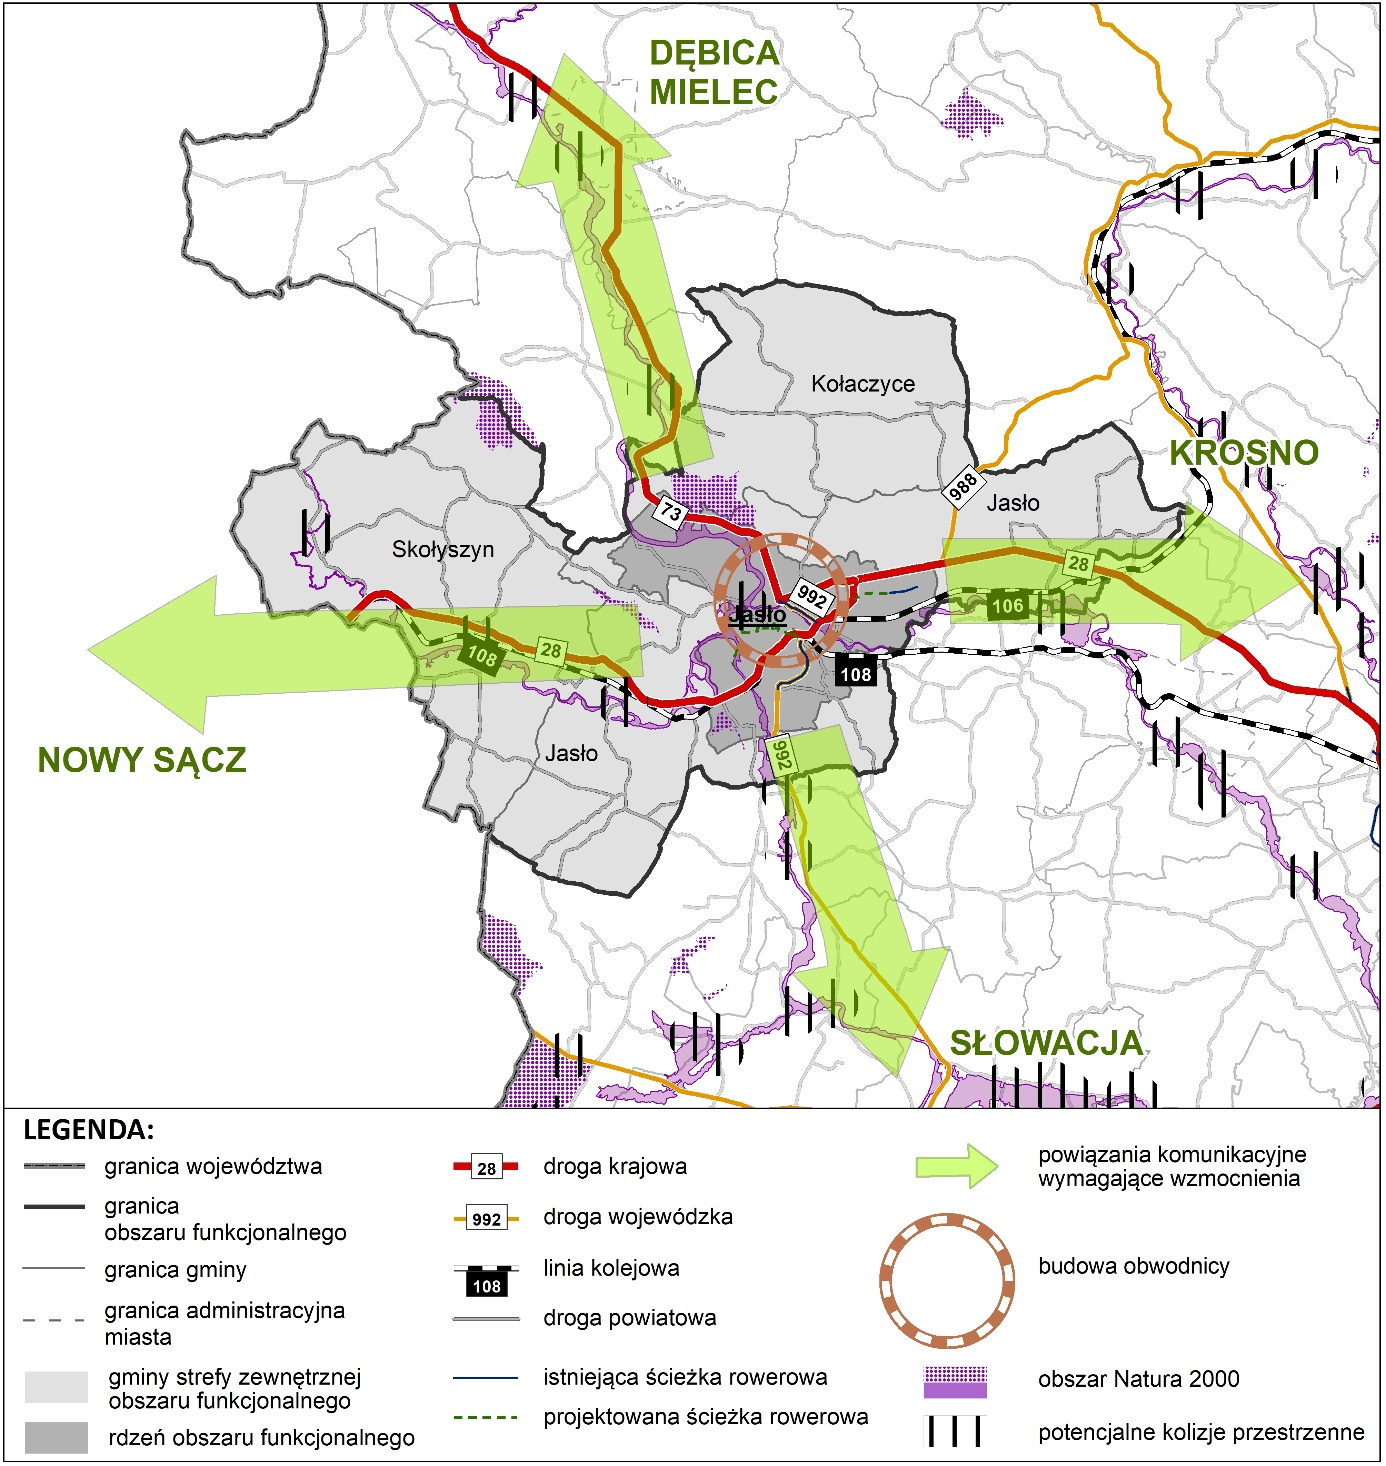 DĘBICA
MIELEC
Kołaczyce
KROSNO
988
Jasło
73
Skołyszyn
28
992
Jasło
106
108
28
108
NOWY SĄCZ
Jasło
992
SŁOWACJA
LEGENDA:
granica województwa
granica
obszaru funkcjonalnego
granica gminy
granica administracyjna
miasta
gminy strefy zewnętrznej
obszaru funkcjonalnego
rdzeń obszaru funkcjonalnego
28
droga krajowa
992
droga wojewódzka
linia kolejowa
108
droga powiatowa
istniejąca ścieżka rowerowa
projektowana ścieżka rowerowa
powiązania komunikacyjne
wymagające wzmocnienia
budowa obwodnicy
obszar Natura 2000
potencjalne kolizje przestrzenne